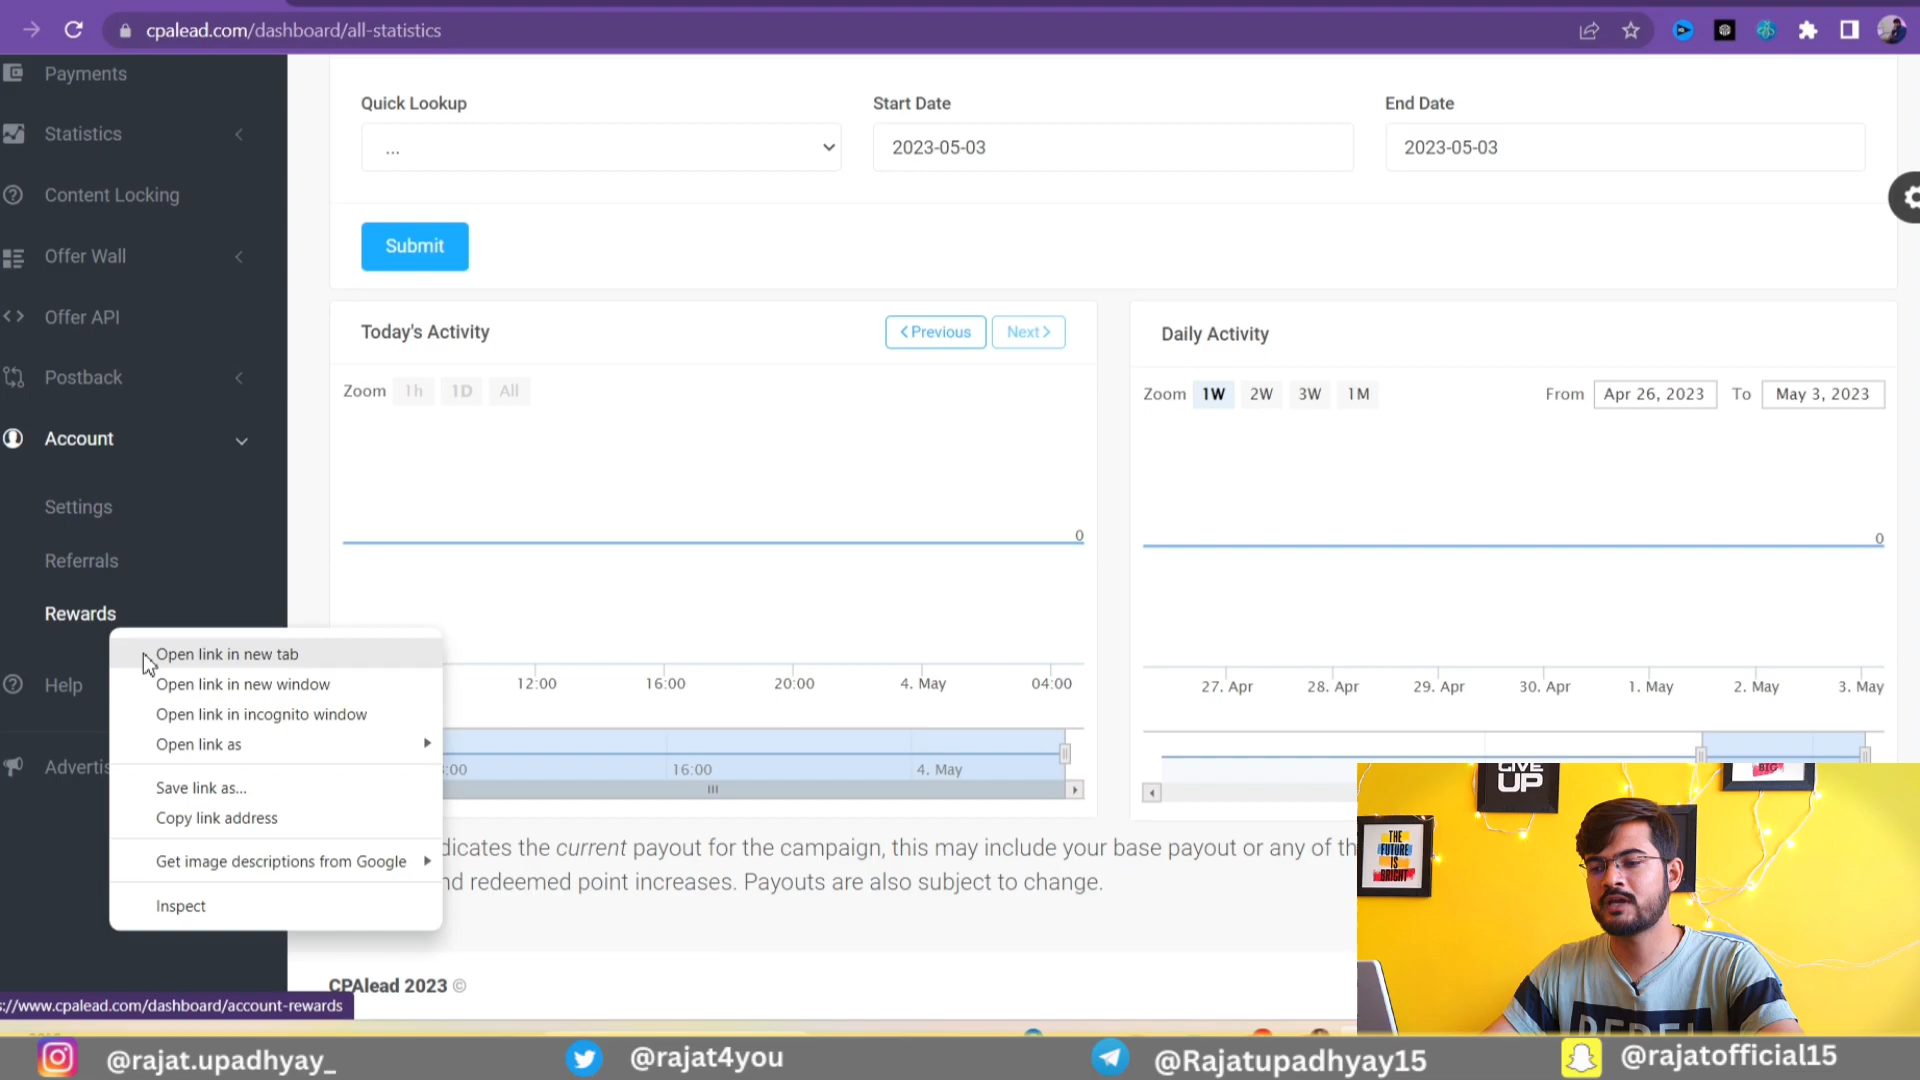 cpalead.com/dashboard/all-statistics
Payments
Statistics
Content Locking
Offer Wall
Offer API
Postback
Account
Settings
Referrals
Rewards
Help
Quick Lookup
...
Start Date
2023-05-03
End Date
2023-05-03
Submit
Today's Activity
Previous
Next
Zoom 1h 1D All
0
12:00 16:00 20:00 4. May 04:00
:00 16:00 4. May
Daily Activity
Zoom 1W 2W 3W 1M From Apr 26, 2023 To May 3, 2023
0
27. Apr 28. Apr 29. Apr 30. Apr 1. May 2. May 3. May
Open link in new tab
Open link in new window
Open link in incognito window
Open link as
Save link as...
Copy link address
Get image descriptions from Google
Inspect
Advertis
dicates the current payout for the campaign, this may include your base payout or any of th
nd redeemed point increases. Payouts are also subject to change.
CPAlead 2023 ©
s://www.cpalead.com/dashboard/account-rewards
GIVE
UP
BIG
THE
FUTURE
IS
BRIGHT
@rajat.upadhyay_
@rajat4you
@Rajatupadhyay15
@rajatofficial15